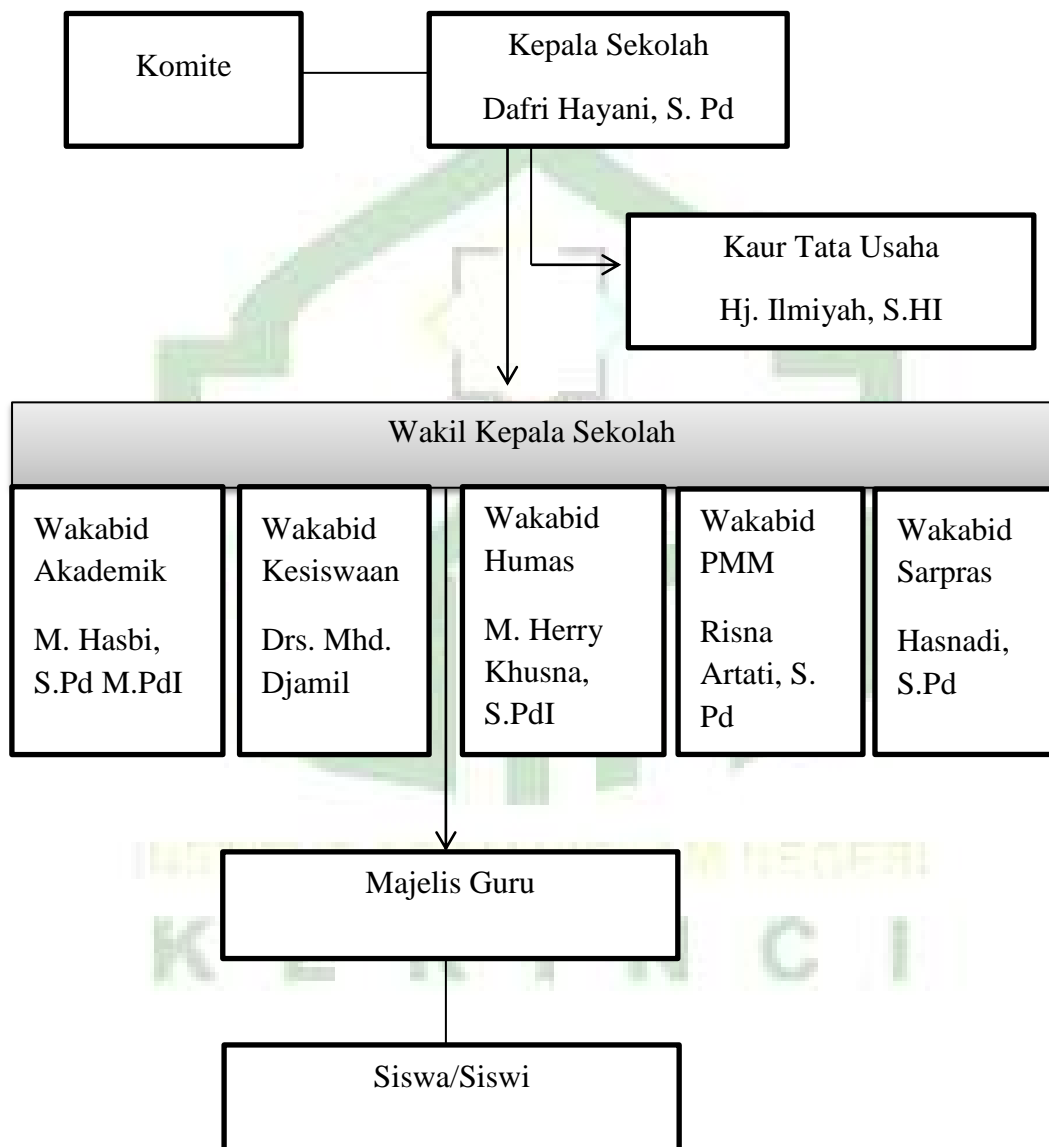 Komite
Kepala Sekolah
Dafri Hayani, S. Pd
Kaur Tata Usaha
Hj. Ilmiyah, S.HI
Wakil Kepala Sekolah
Wakabid
Akademik
M. Hasbi,
S.Pd M.PdI
Wakabid
Kesiswaan
Drs. Mhd.
Djamil
Wakabid
Humas
M. Herry
Khusna,
S.PdI
Wakabid
PMM
Risna
Artati, S.
Pd
Wakabid
Sarpras
Hasnadi,
S.Pd
Majelis Guru
NEGERI
KERINCI
Siswa/Siswi